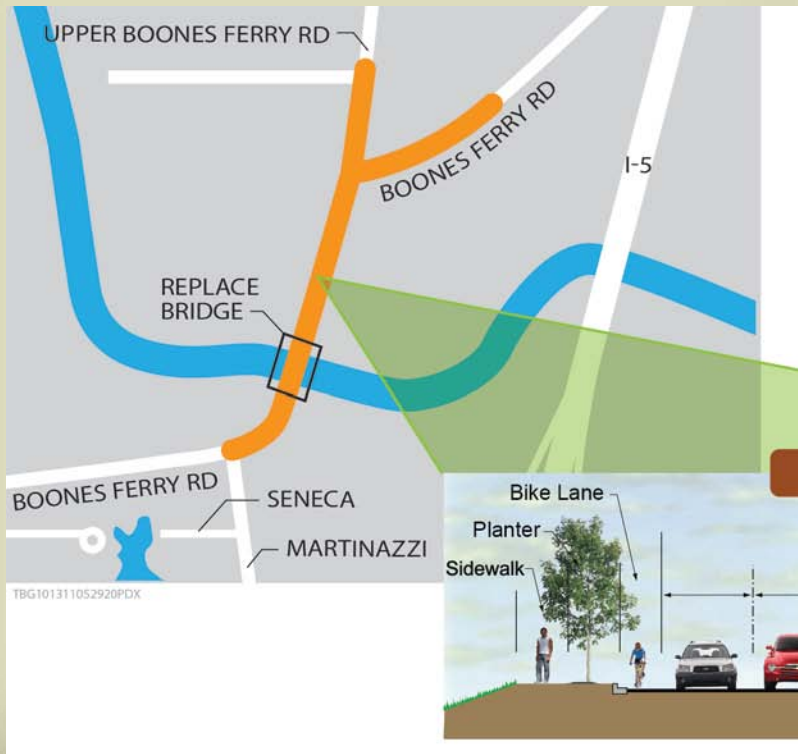 UPPER BOONES FERRY RD
BOONES FERRY RD
I-5
REPLACE
BRIDGE
BOONES FERRY RD
SENECA
MARTINAZZI
TBG101311052920PDX
Bike Lane
Planter
Sidewalk